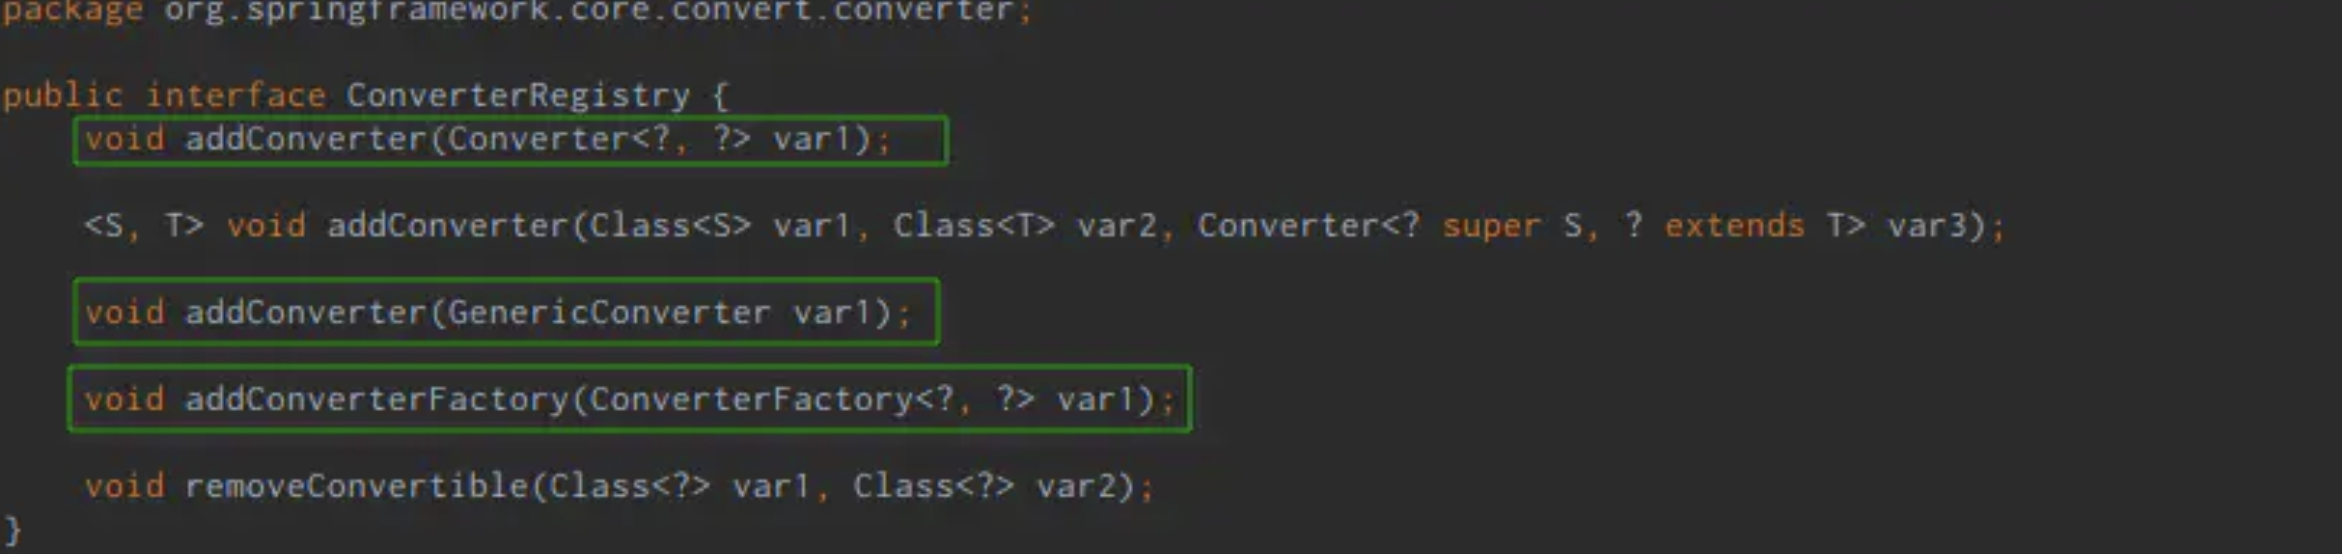 package org.springframework.core.convert.converter;
public interface ConverterRegistry {
void addConverter(Converter<?, ?> var1);
<S, T> void addConverter(Class<S> var1, Class<T> var2, Converter<? super S, ? extends T> var3);
void addConverter(GenericConverter var1);
void addConverterFactory(ConverterFactory<?, ?> var1);
void removeConvertible(Class<?> var1, Class<?> var2);
}